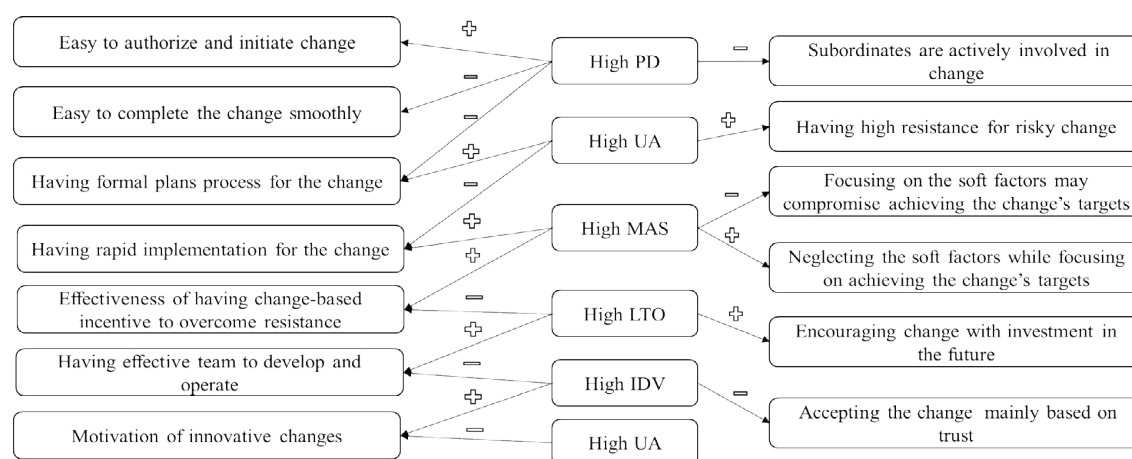 Easy to authorize and initiate change
Easy to complete the change smoothly
Having formal plans process for the change
Having rapid implementation for the change
Effectiveness of having change-based
incentive to overcome resistance
Having effective team to develop and
operate
Motivation of innovative changes
+
−
−
+
−
+
+
−
+
−
+
−
High PD
High UA
High MAS
High LTO
High IDV
High UA
−
+
−
+
+
−
Subordinates are actively involved in
change
Having high resistance for risky change
Focusing on the soft factors may
compromise achieving the change’s targets
Neglecting the soft factors while focusing
on achieving the change’s targets
Encouraging change with investment in
the future
Accepting the change mainly based on
trust